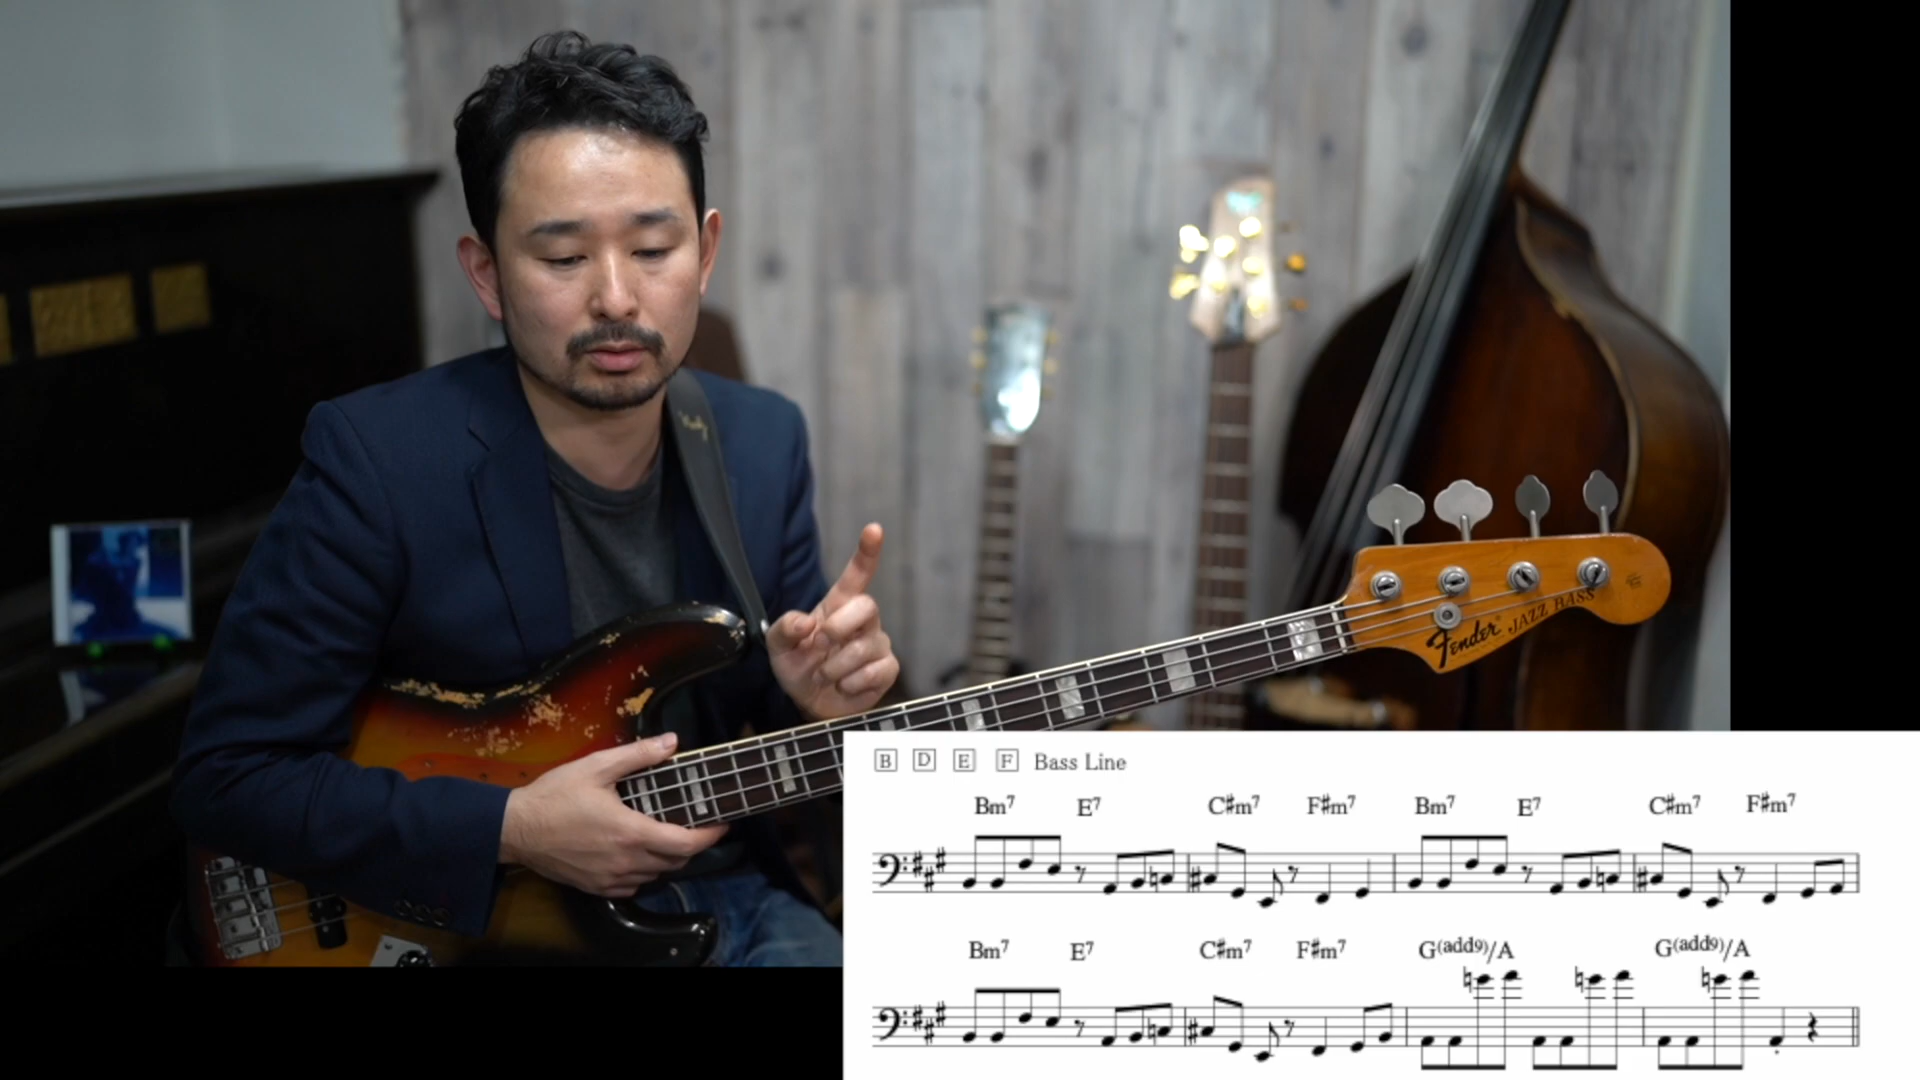 Fender
JAZZ BASS
B D E F Bass Line
Bm7 E7 C#m7 F#m7 Bm7 E7 C#m7 F#m7
Bm7 E7 C#m7 F#m7 G(add9)/A G(add9)/A